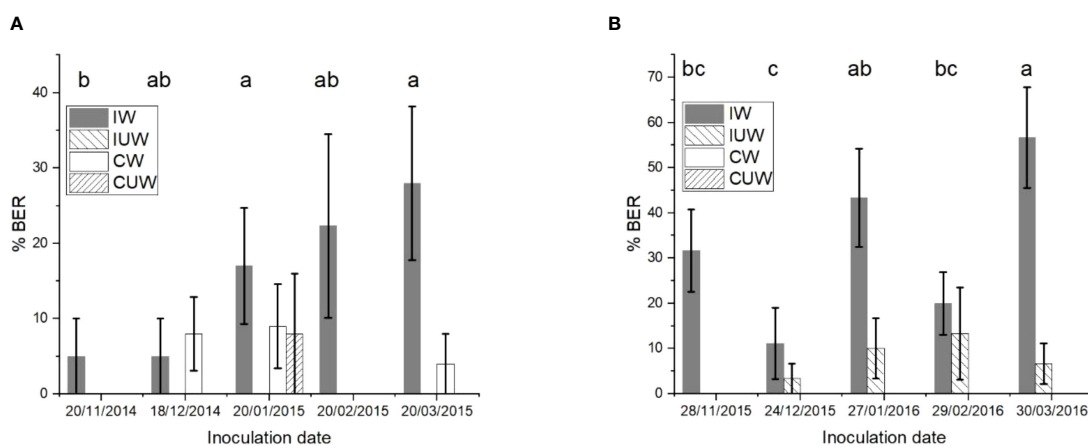 A
b ab a ab a
40
30
20
10
0
% BER
IW
IUW
CW
CUW
20/11/2014 18/12/2014 20/01/2015 20/02/2015 20/03/2015
Inoculation date
B
bc c ab bc a
70
60
50
40
30
20
10
0
% BER
IW
IUW
CW
CUW
28/11/2015 24/12/2015 27/01/2016 29/02/2016 30/03/2016
Inoculation date